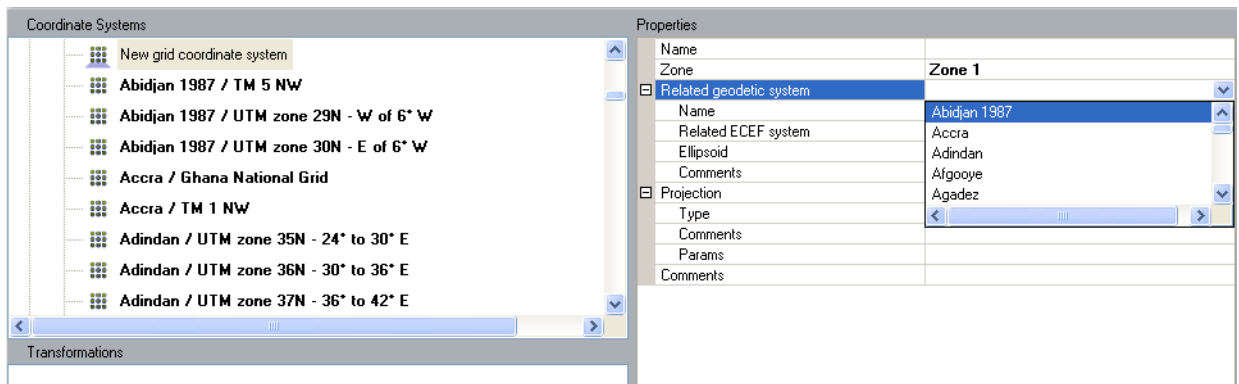 Coordinate Systems
New grid coordinate system
Abidjan 1987 / TM 5 NW
Abidjan 1987 / UTM zone 29N - W of 6° W
Abidjan 1987 / UTM zone 30N - E of 6° W
Accra / Ghana National Grid
Accra / TM 1 NW
Adindan / UTM zone 35N - 24° to 30° E
Adindan / UTM zone 36N - 30° to 36° E
Adindan / UTM zone 37N - 36° to 42° E
Transformations
Properties
Name
Zone Zone 1
Related geodetic system
Name
Related ECEF system
Ellipsoid
Comments
Projection
Type
Comments
Params
Comments
Abidjan 1987
Accra
Adindan
Afgooye
Agadez